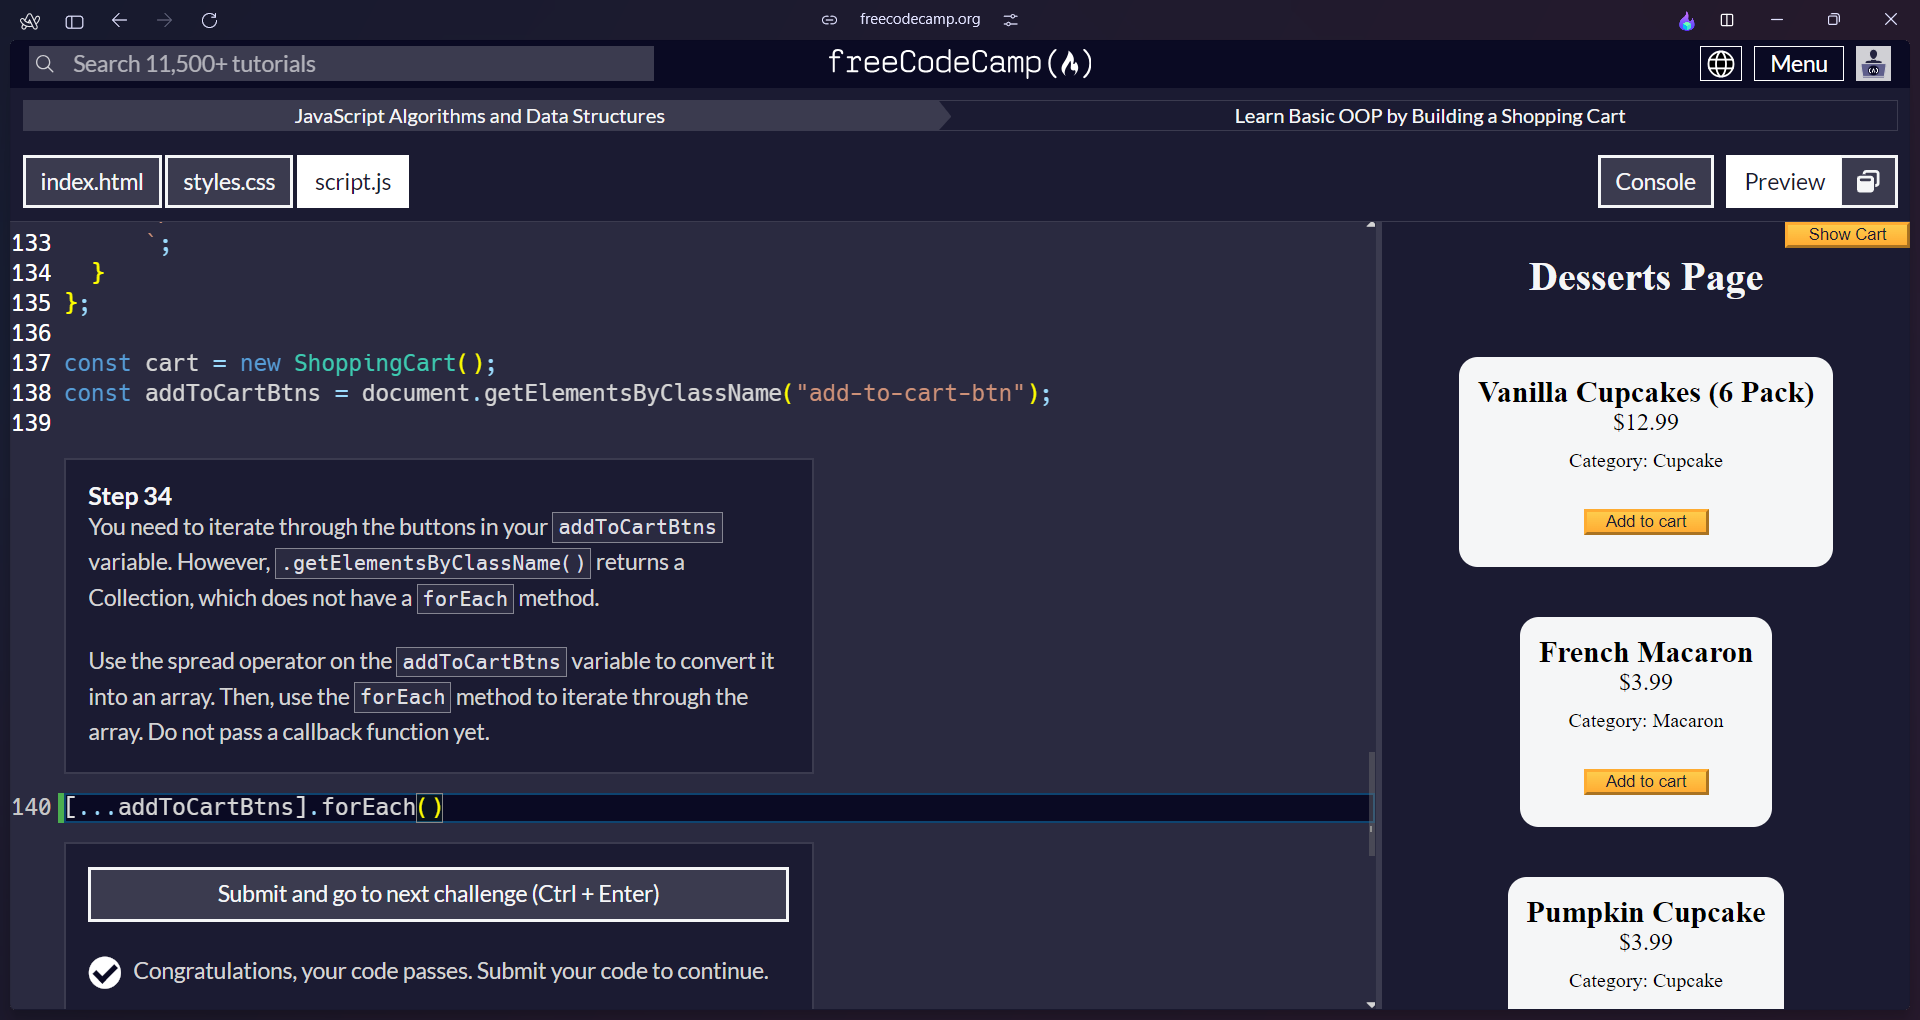 freecodecamp.org
Search 11,500+ tutorials
freeCodeCamp
Menu
JavaScript Algorithms and Data Structures
Learn Basic OOP by Building a Shopping Cart
index.html
styles.css
script.js
Console
Preview
133 `;
134 }
135 };
136
137 const cart = new ShoppingCart();
138 const addToCartBtns = document.getElementsByClassName("add-to-cart-btn");
139
Step 34
You need to iterate through the buttons in your addToCartBtns
variable. However, .getElementsByClassName() returns a
Collection, which does not have a forEach method.
Use the spread operator on the addToCartBtns variable to convert it
into an array. Then, use the forEach method to iterate through the
array. Do not pass a callback function yet.
140 [...addToCartBtns].forEach()
Submit and go to next challenge (Ctrl + Enter)
Congratulations, your code passes. Submit your code to continue.
Show Cart
Desserts Page
Vanilla Cupcakes (6 Pack)
$12.99
Category: Cupcake
Add to cart
French Macaron
$3.99
Category: Macaron
Add to cart
Pumpkin Cupcake
$3.99
Category: Cupcake